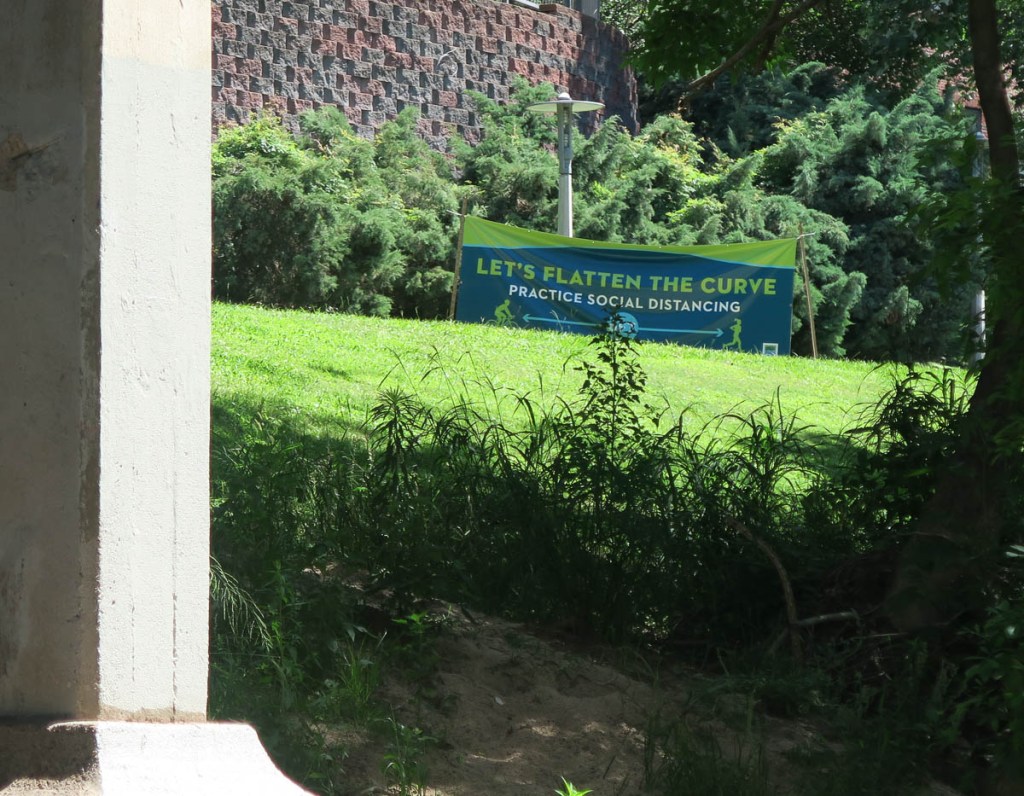 LET'S FLATTEN THE CURVE
PRACTICE SOCIAL DISTANCING